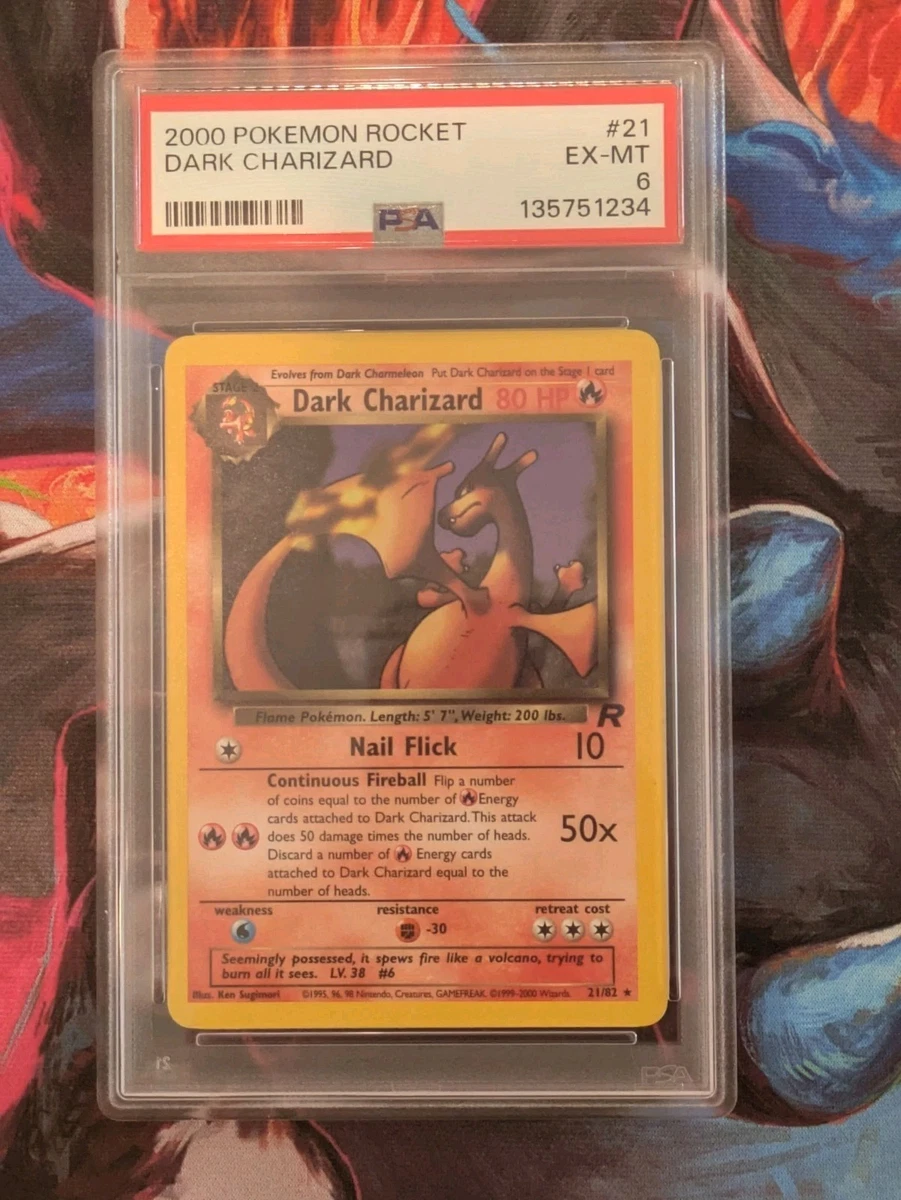 2000 POKEMON ROCKET #21
DARK CHARIZARD EX-MT
6
PSA 135751234
Evolves from Dark Charmeleon Put Dark Charizard on the Stage 1 card
STAGE 2
Dark Charizard 80 HP
Flame Pokémon. Length: 5' 7", Weight: 200 lbs. R
Nail Flick 10
Continuous Fireball Flip a number
of coins equal to the number of Energy
cards attached to Dark Charizard. This attack
does 50 damage times the number of heads. 50x
Discard a number of Energy cards
attached to Dark Charizard equal to the
number of heads.
weakness resistance retreat cost
-30
Seemingly possessed, it spews fire like a volcano, trying to
burn all it sees. LV. 38 #6
Illus. Ken Sugimori ©1995, 96, 98 Nintendo, Creatures, GAMEFREAK. ©1999-2000 Wizards. 21/82 ★
21 PSA